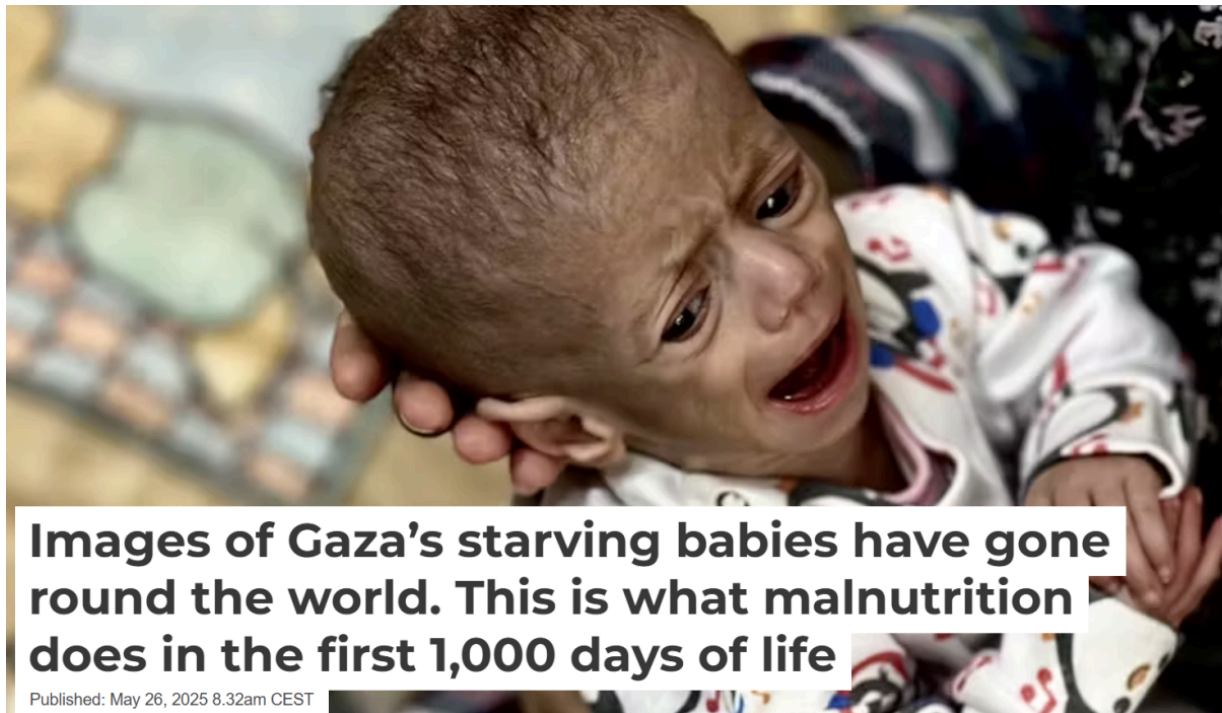 Images of Gaza’s starving babies have gone
round the world. This is what malnutrition
does in the first 1,000 days of life
Published: May 26, 2025 8.32am CEST